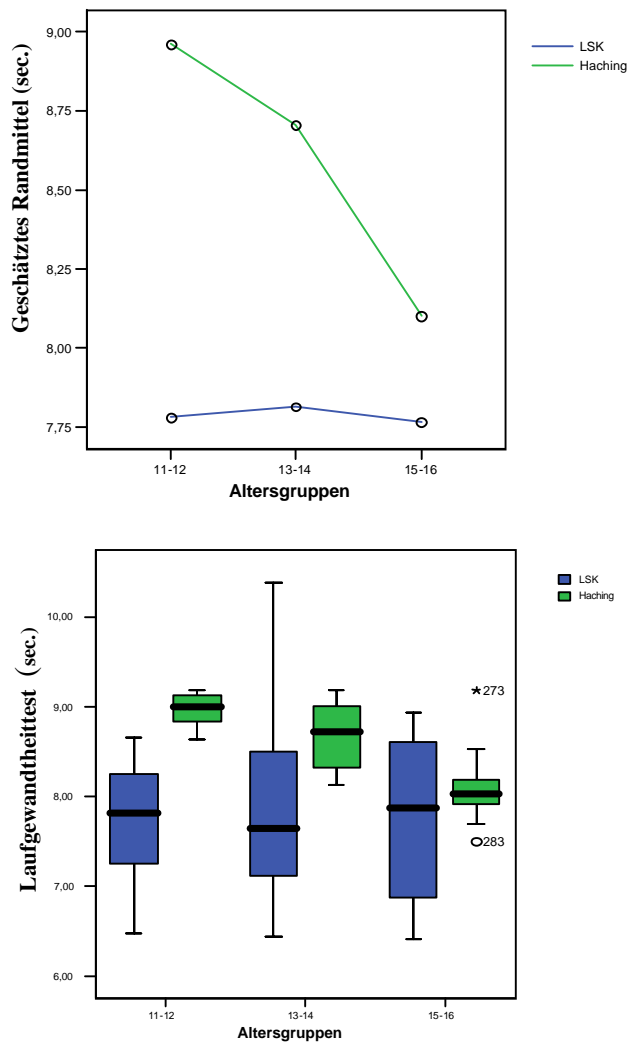 9,00
8,75
8,50
8,25
8,00
7,75
Geschätztes Randmittel (sec.)
11-12 13-14 15-16
Altersgruppen
LSK
Haching
10,00
9,00
8,00
7,00
6,00
Laufgewandtheittest (sec.)
273
283
11-12 13-14 15-16
Altersgruppen
LSK
Haching